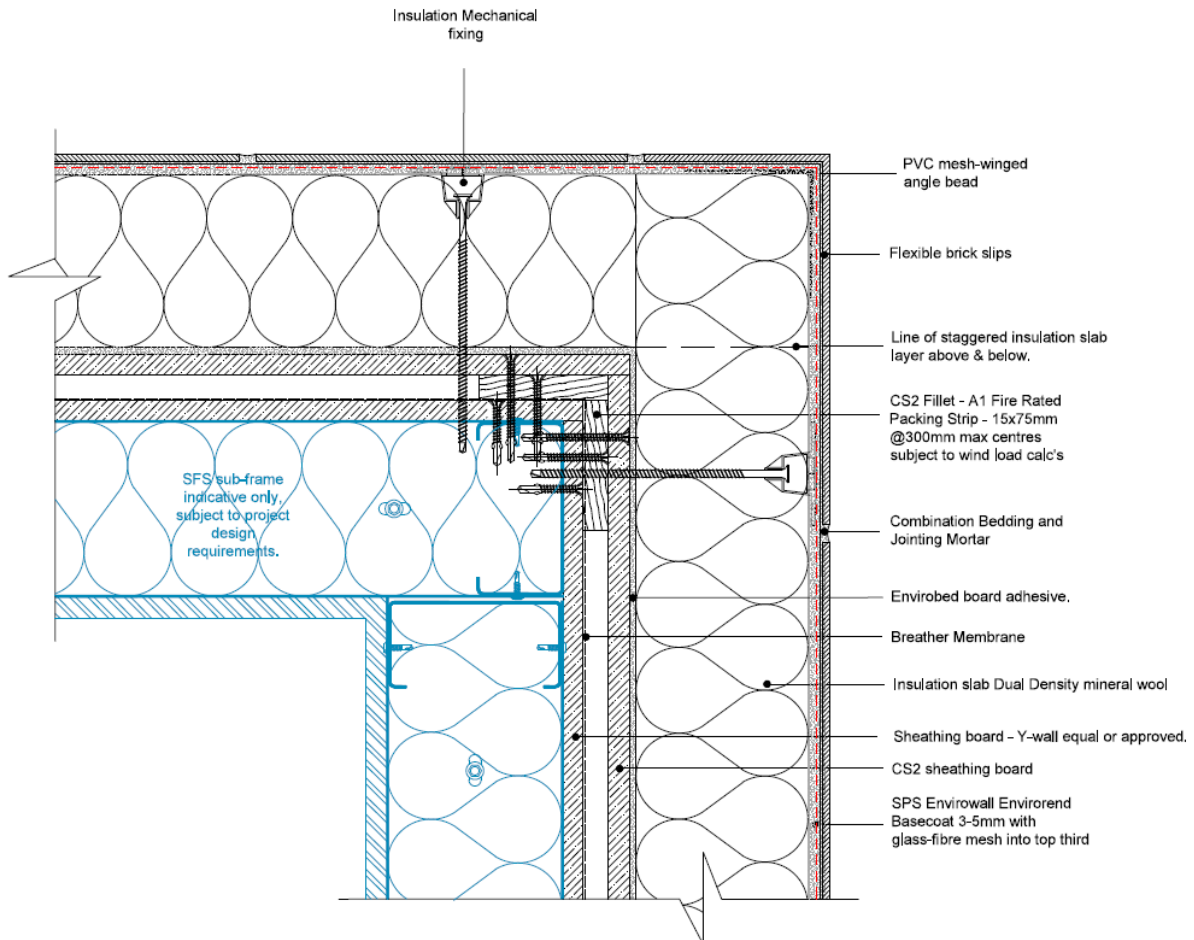 Insulation Mechanical
fixing
PVC mesh-winged
angle bead
Flexible brick slips
Line of staggered insulation slab
layer above & below.
CS2 Fillet - A1 Fire Rated
Packing Strip - 15x75mm
@300mm max centres
subject to wind load calc's
SFS sub-frame
indicative only,
subject to project
design
requirements.
Combination Bedding and
Jointing Mortar
Envirobed board adhesive.
Breather Membrane
Insulation slab Dual Density mineral wool
Sheathing board - Y-wall equal or approved.
CS2 sheathing board
SPS Envirowall Envirorend
Basecoat 3-5mm with
glass-fibre mesh into top third